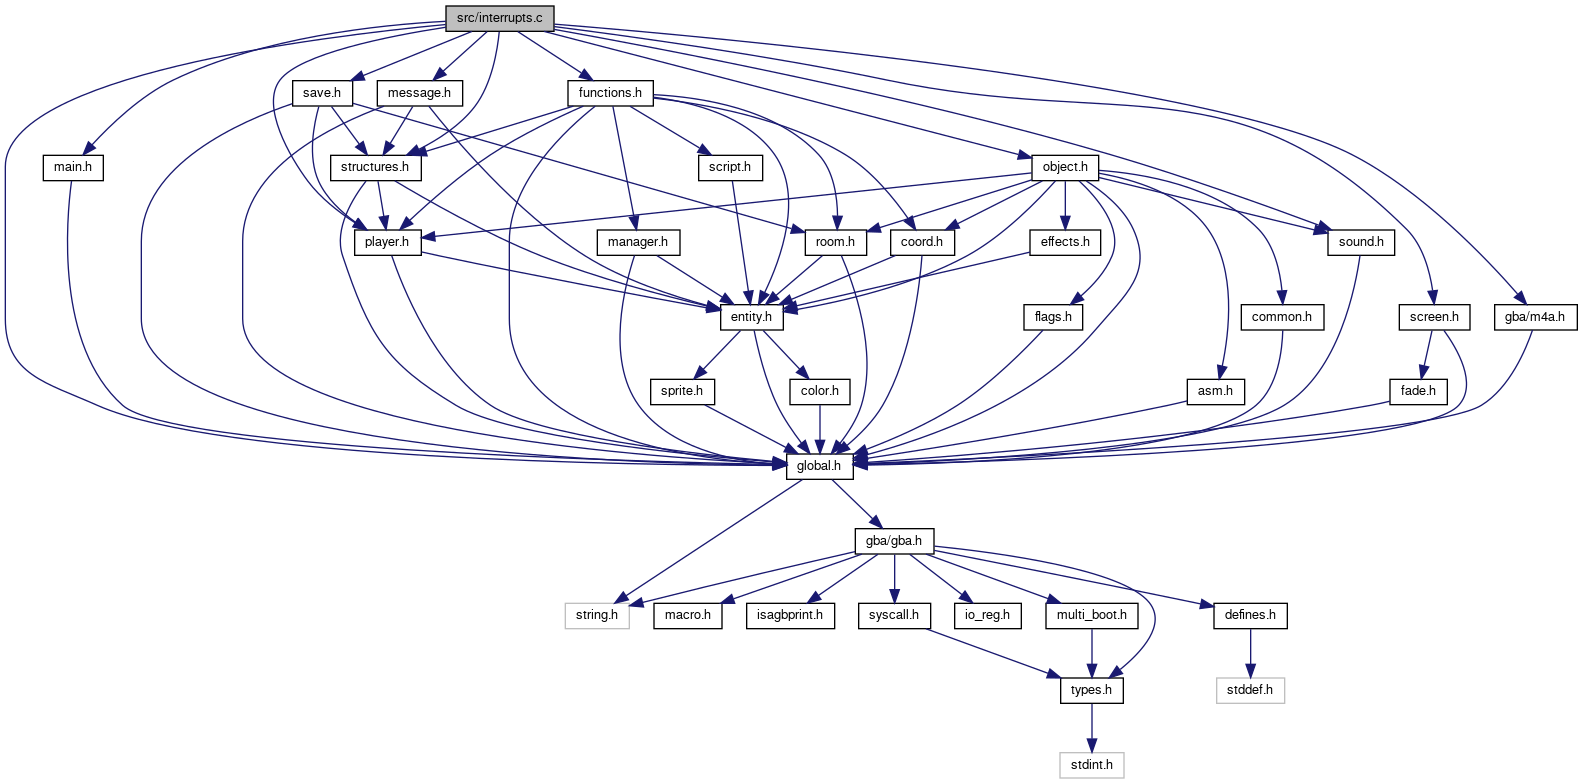 src/interrupts.c
save.h
message.h
functions.h
main.h
structures.h
script.h
object.h
player.h
manager.h
room.h
coord.h
effects.h
sound.h
entity.h
flags.h
common.h
screen.h
gba/m4a.h
sprite.h
color.h
asm.h
fade.h
global.h
gba/gba.h
string.h
macro.h
isagbprint.h
syscall.h
io_reg.h
multi_boot.h
defines.h
types.h
stddef.h
stdint.h